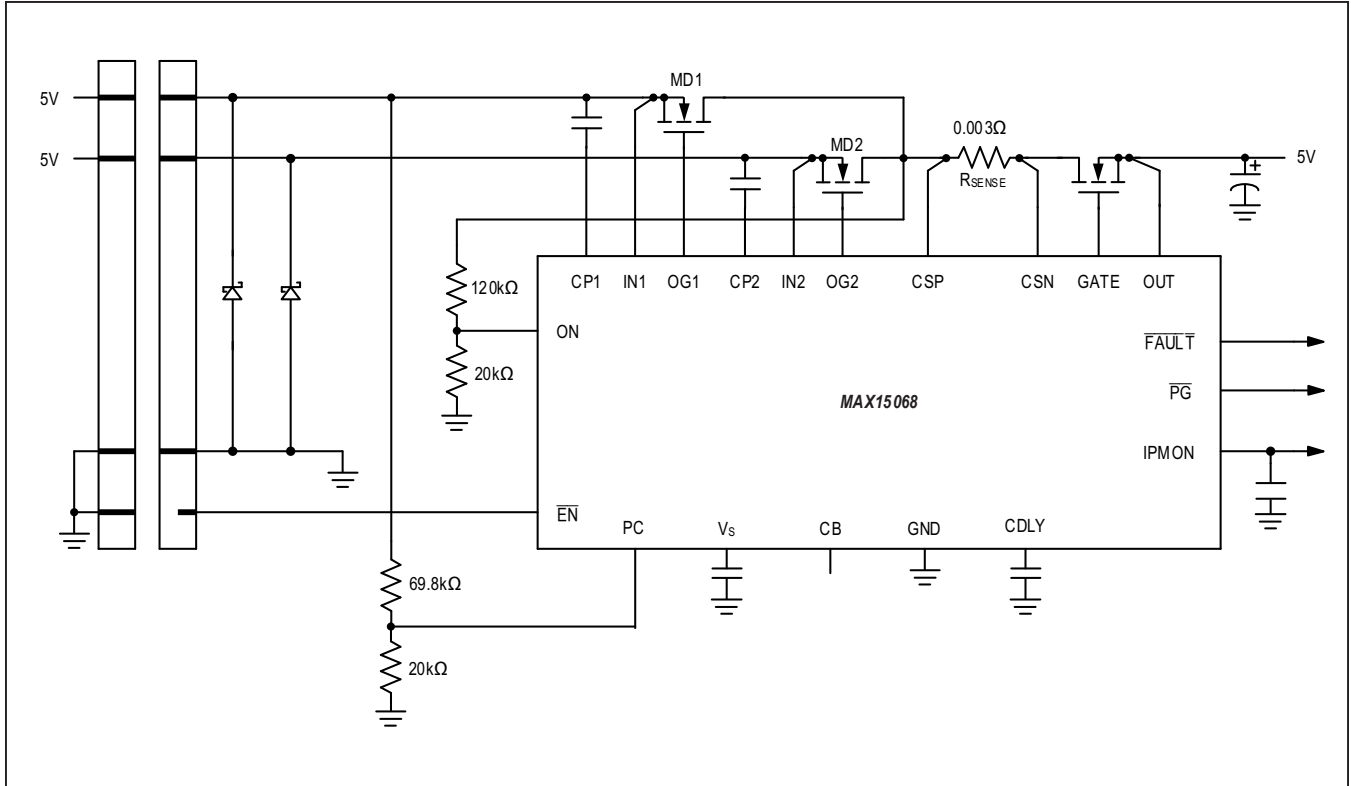 MD1
5V
0.003Ω
MD2
5V
5V
RSENSE
CP1 IN1 OG1 CP2 IN2 OG2 CSP CSN GATE OUT
120kΩ
ON
FAULT
20kΩ
PG
MAX15068
IPMON
EN
PC VS CB GND CDLY
69.8kΩ
20kΩ